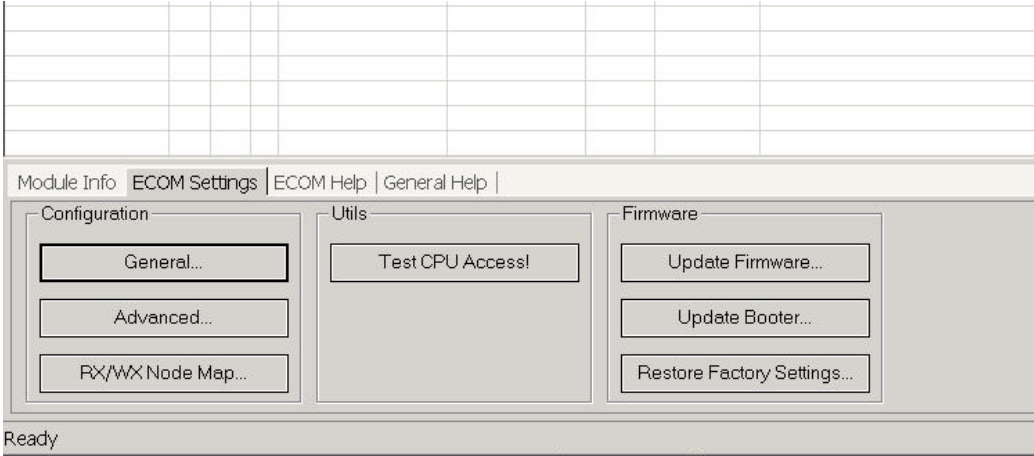 Module Info ECOM Settings ECOM Help General Help
Configuration Utils Firmware
General... Test CPU Access! Update Firmware...
Advanced... Update Booter...
RX/WX Node Map... Restore Factory Settings...
Ready